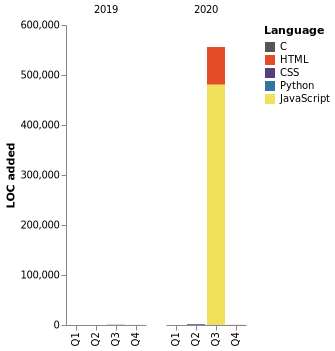 2019 2020
Language
C
HTML
CSS
Python
JavaScript
LOC added
600,000
500,000
400,000
300,000
200,000
100,000
0
Q1 Q2 Q3 Q4 Q1 Q2 Q3 Q4